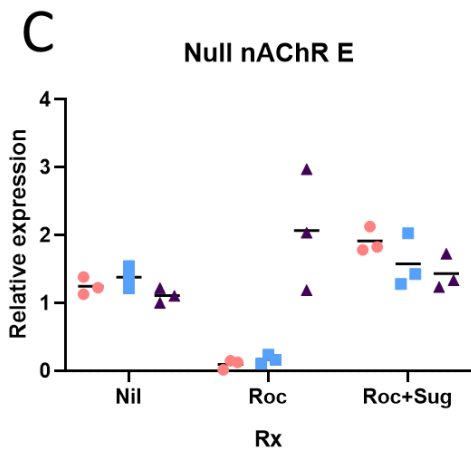 C
Null nAChR E
4
3
2
1
0
Relative expression
Nil Roc Roc+Sug
Rx